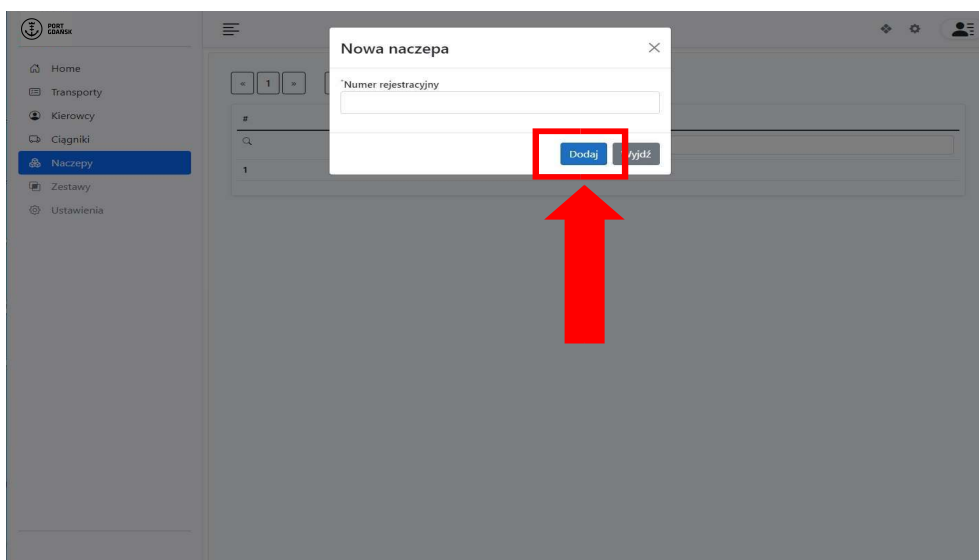 PORT
GDAŃSK
Nowa naczepa
*Numer rejestracyjny
Home
Transporty
Kierowcy
Ciągniki
Naczepy
Zestawy
Ustawienia
« 1 »
#
1
Dodaj
Wyjdź